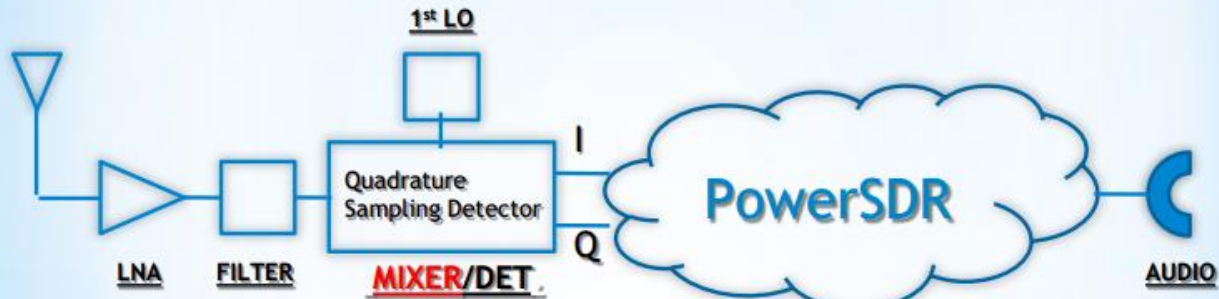 1st LO
I
Quadrature
Sampling Detector
PowerSDR
Q
LNA
FILTER
MIXER/DET.
AUDIO